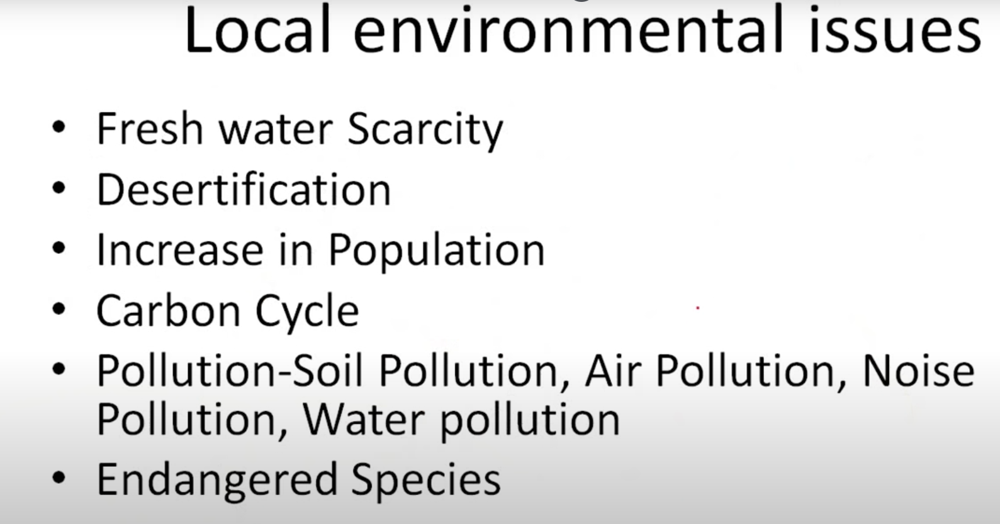 Local environmental issues
• Fresh water Scarcity
• Desertification
• Increase in Population
• Carbon Cycle
• Pollution-Soil Pollution, Air Pollution, Noise
Pollution, Water pollution
• Endangered Species